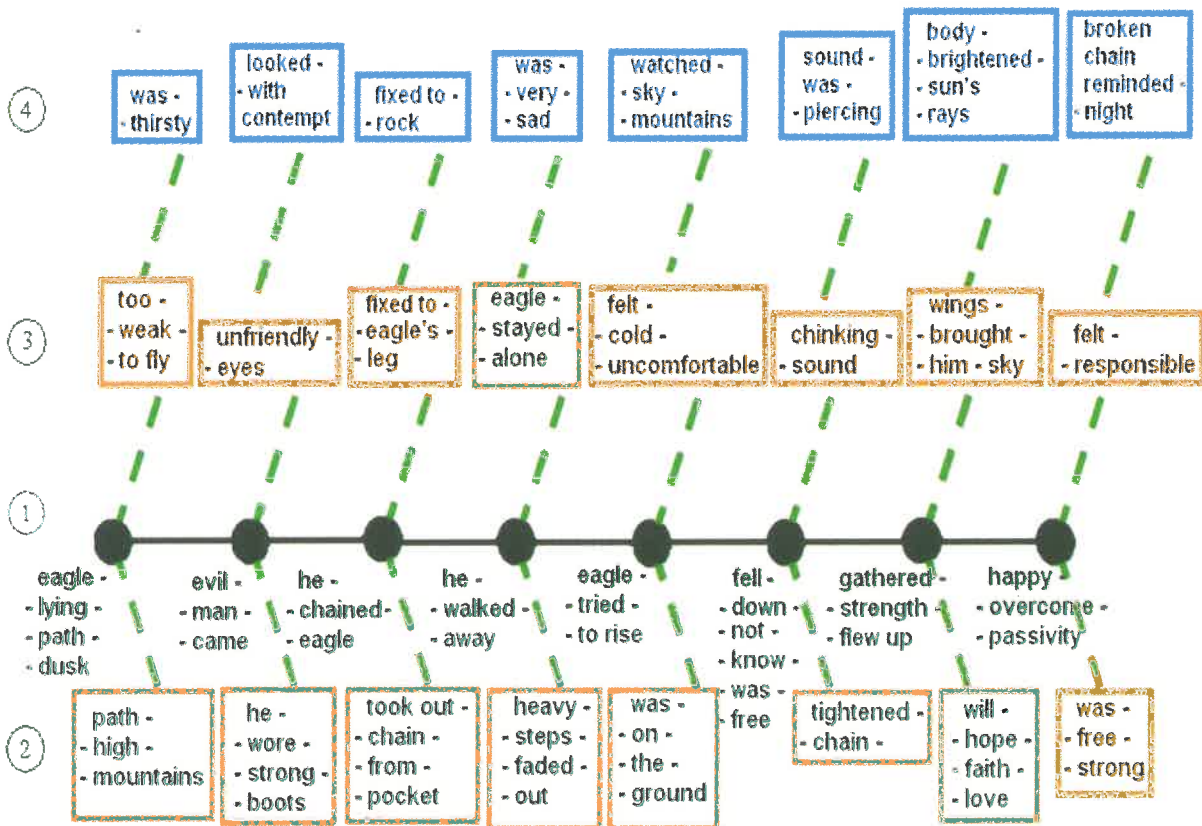 4
was -
- thirsty
looked -
- with
contempt
fixed to -
- rock
was -
- very -
- sad
watched -
- sky -
- mountains
sound -
was -
- piercing
body -
- brightened -
- sun's
- rays
broken
chain
reminded -
- night
3
too -
- weak -
- to fly
unfriendly -
- eyes
fixed to -
- eagle's -
- leg
eagle -
- stayed -
- alone
felt -
- cold -
- uncomfortable
chinking -
- sound
wings -
- brought -
- him - sky
felt -
- responsible
1
eagle -
- lying -
- path -
- dusk
evil -
- man -
- came
he -
- chained -
- eagle
he -
- walked -
- away
eagle -
- tried -
- to rise
fell -
- down -
- not -
- know -
- was -
- free
gathered -
- strength -
- flew up
happy -
- overcome -
- passivity
2
path -
- high -
- mountains
he -
- wore -
- strong -
- boots
took out -
- chain -
- from -
- pocket
heavy -
- steps -
- faded -
- out
was -
- on -
- the -
- ground
tightened -
- chain -
will -
- hope -
- faith -
- love
was -
- free -
- strong